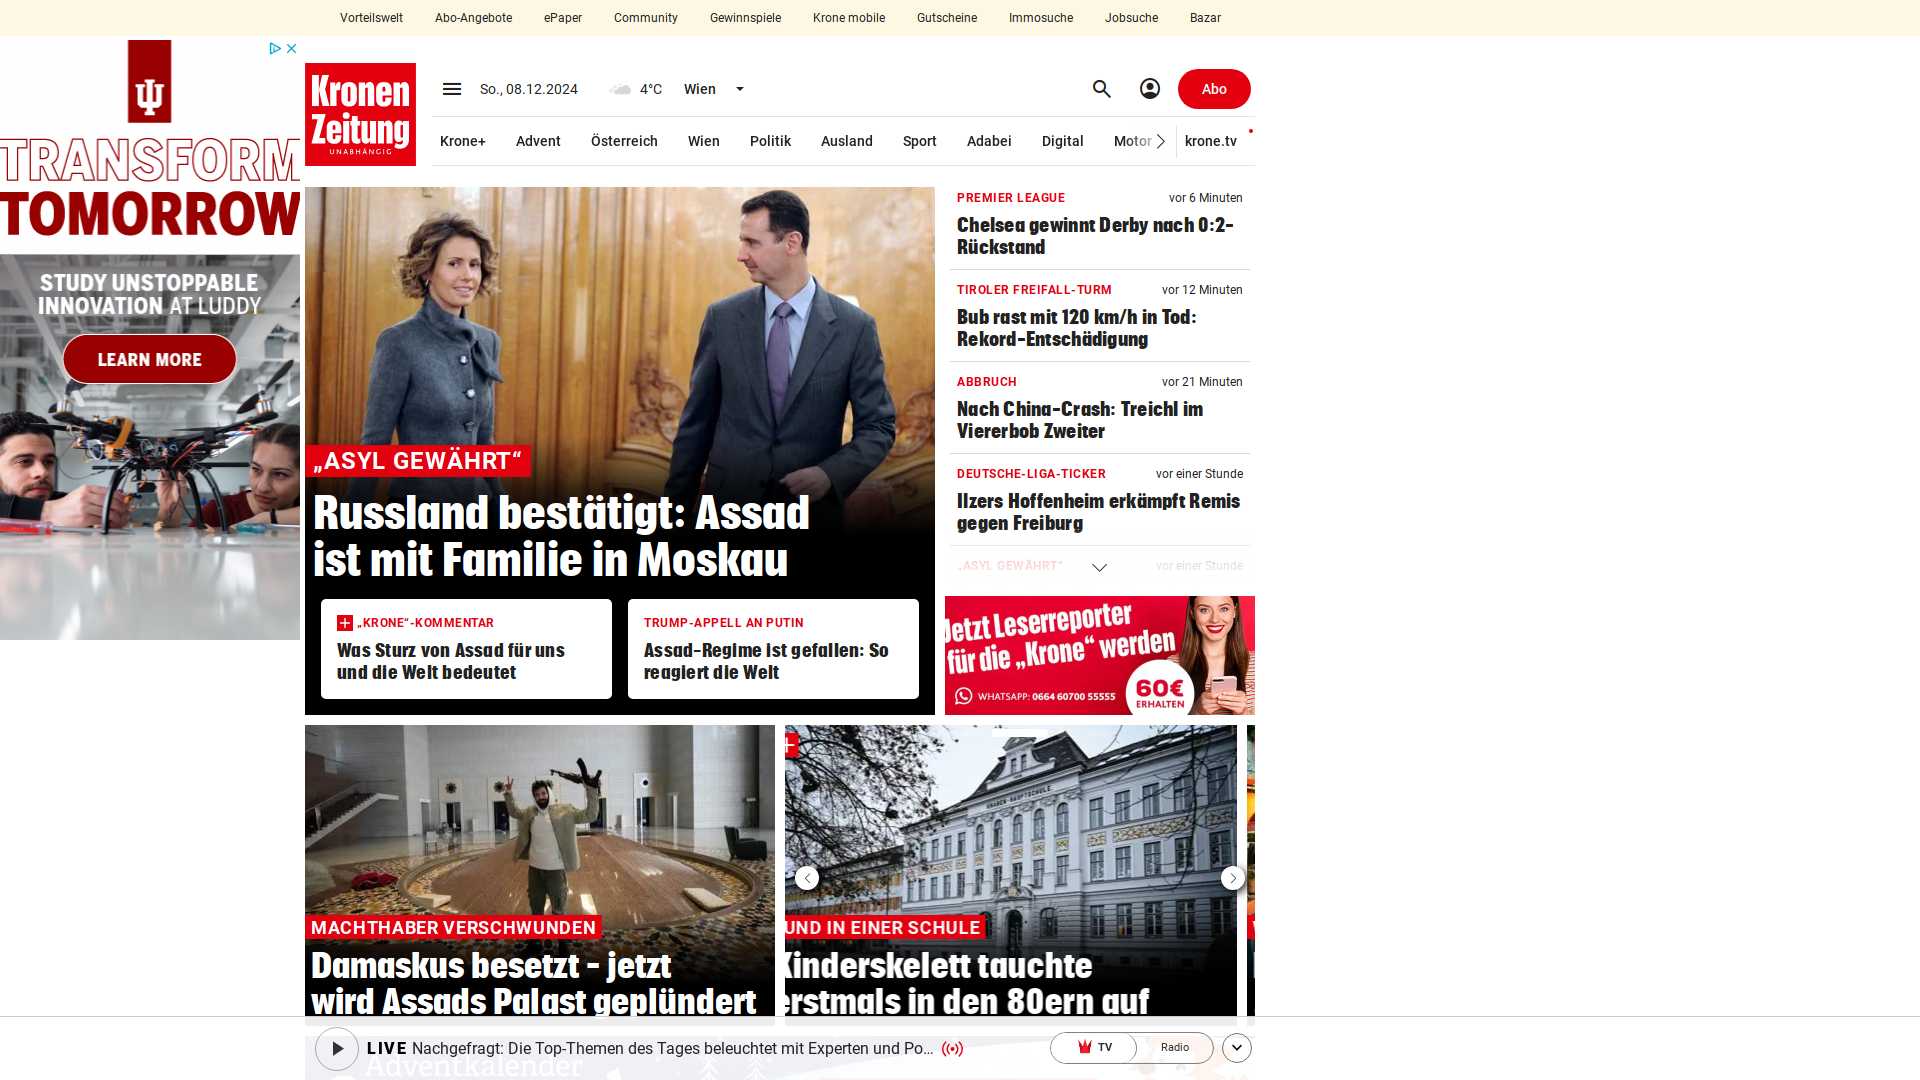 Vorteilswelt
Abo-Angebote
ePaper
Community
Gewinnspiele
Krone mobile
Gutscheine
Immosuche
Jobsuche
Bazar
TRANSFORM
TOMORROW
STUDY UNSTOPPABLE
INNOVATION AT LUDDY
LEARN MORE
Kronen
Zeitung
UNABHÄNGIG
So., 08.12.2024
4°C
Wien
Abo
Krone+
Advent
Österreich
Wien
Politik
Ausland
Sport
Adabei
Digital
Motor
krone.tv
„ASYL GEWÄHRT“
Russland bestätigt: Assad
ist mit Familie in Moskau
„KRONE“-KOMMENTAR
Was Sturz von Assad für uns
und die Welt bedeutet
TRUMP-APPELL AN PUTIN
Assad-Regime ist gefallen: So
reagiert die Welt
PREMIER LEAGUE
vor 6 Minuten
Chelsea gewinnt Derby nach 0:2-
Rückstand
TIROLER FREIFALL-TURM
vor 12 Minuten
Bub rast mit 120 km/h in Tod:
Rekord-Entschädigung
ABBRUCH
vor 21 Minuten
Nach China-Crash: Treichl im
Viererbob Zweiter
DEUTSCHE-LIGA-TICKER
vor einer Stunde
Ilzers Hoffenheim erkämpft Remis
gegen Freiburg
„ASYL GEWÄHRT“
vor einer Stunde
Jetzt Leserreporter
für die „Krone“ werden
WHATSAPP: 0664 60700 55555
60€
ERHALTEN
MACHTHABER VERSCHWUNDEN
Damaskus besetzt – jetzt
wird Assads Palast geplündert
KNABEN-HAUPTSCHULE
UND IN EINER SCHULE
Kinderskelett tauchte
erstmals in den 80ern auf
LIVE Nachgefragt: Die Top-Themen des Tages beleuchtet mit Experten und Po...
TV
Radio
Adventkalender